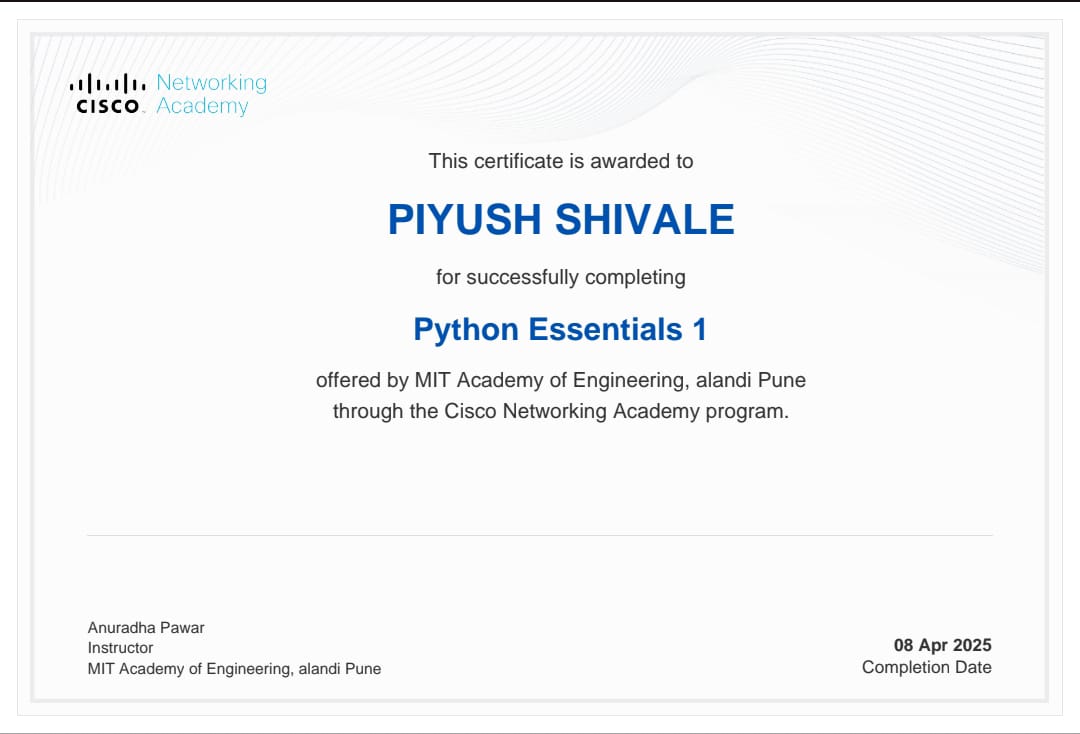 Networking
CISCO Academy
This certificate is awarded to
PIYUSH SHIVALE
for successfully completing
Python Essentials 1
offered by MIT Academy of Engineering, alandi Pune
through the Cisco Networking Academy program.
Anuradha Pawar
Instructor
MIT Academy of Engineering, alandi Pune
08 Apr 2025
Completion Date